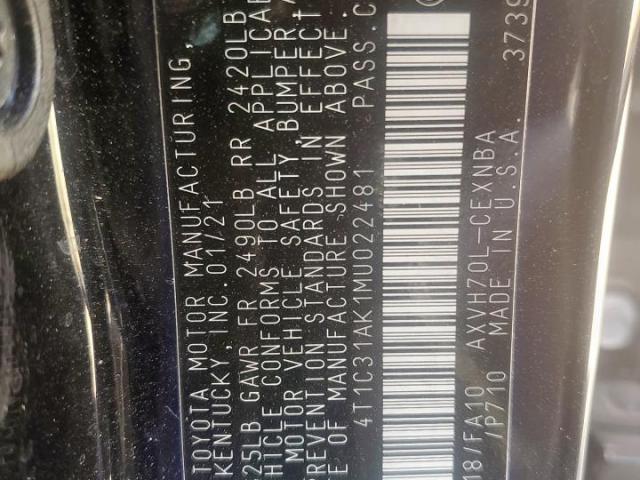 TOYOTA MOTOR MANUFACTURING,
KENTUCKY, INC. 01/21
25LB GAWR FR 2490LB RR 2420LB
HICLE CONFORMS TO ALL APPLICAB
MOTOR VEHICLE SAFETY, BUMPER,
PREVENTION STANDARDS IN EFFECT
TE OF MANUFACTURE SHOWN ABOVE.
4T1C31AK1MU022481 PASS.C
18/FA10 AXVH70L-CEXNBA
/P710 MADE IN U.S.A. 3739